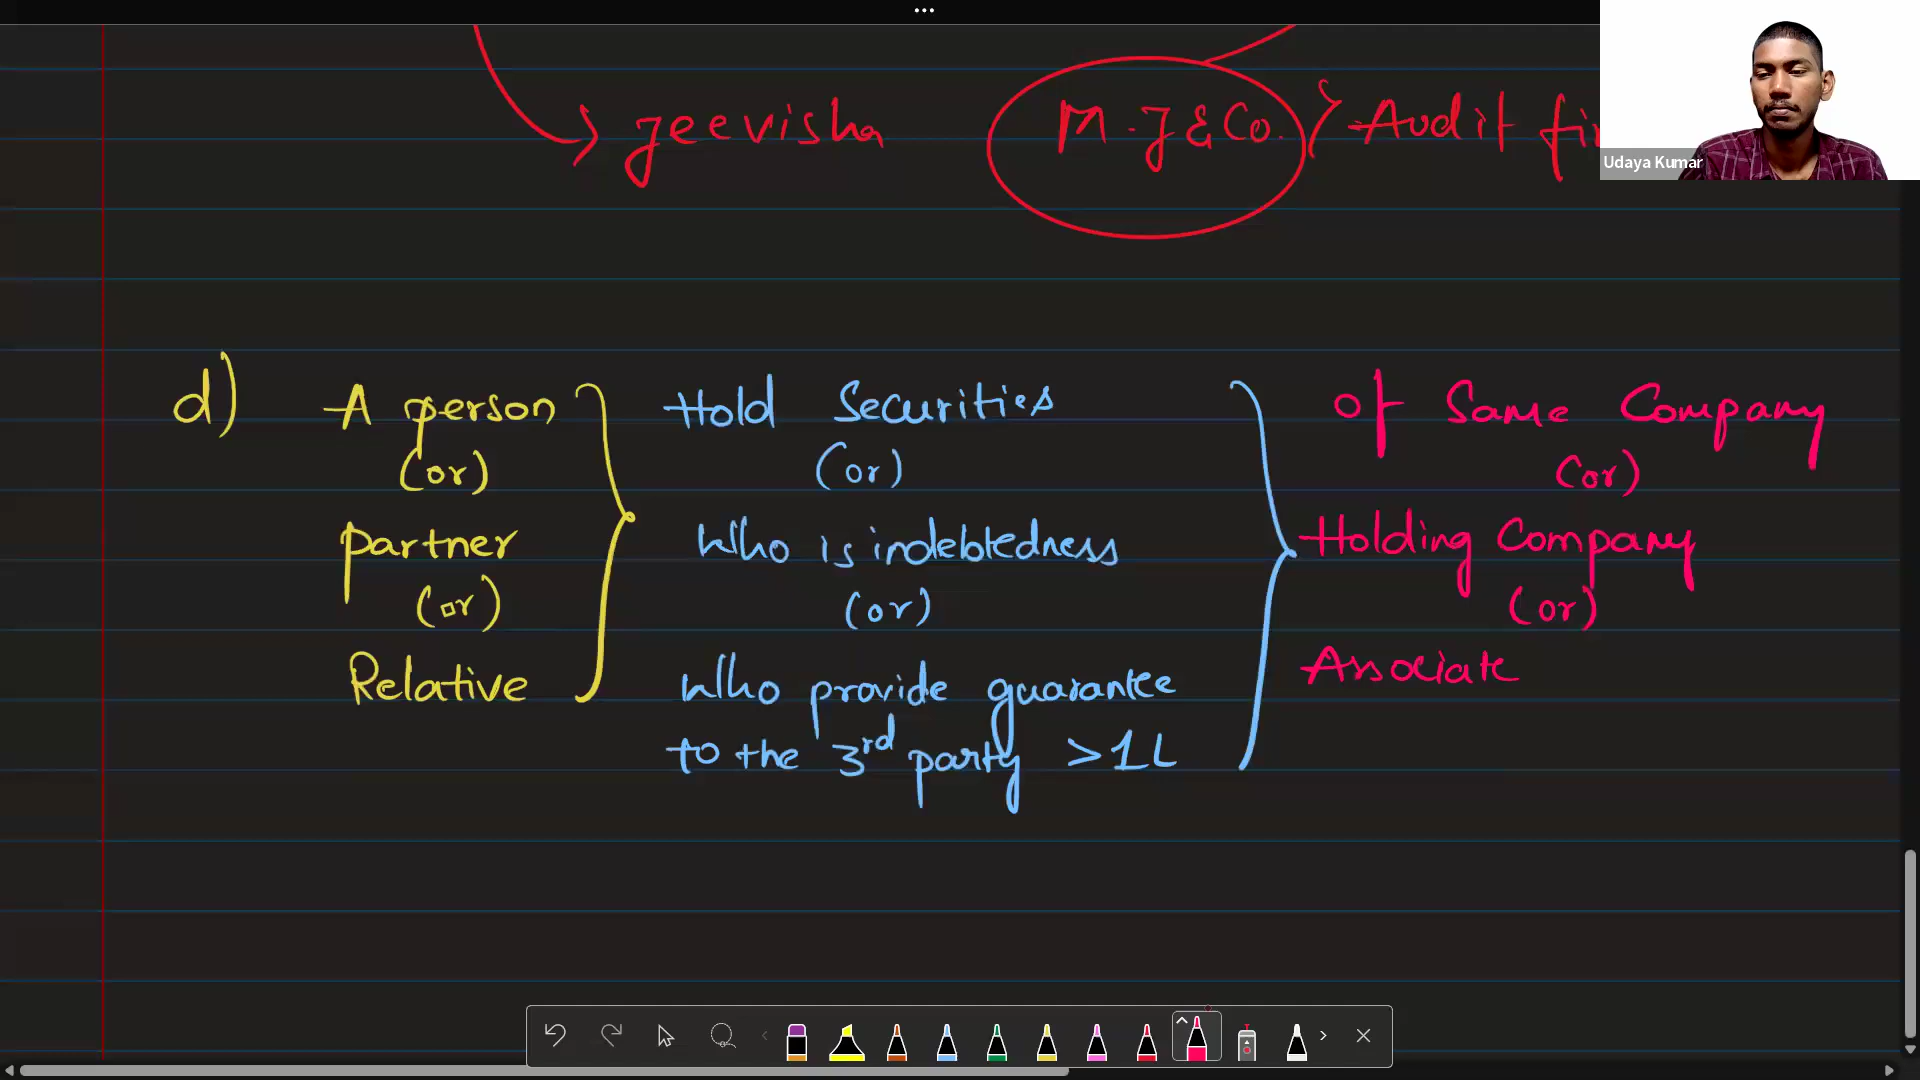 Jeevisha M.J & Co. Audit
Udaya Kumar
d) A person Hold Securities of Same Company
(or) (or) (or)
partner Who is indebtedness Holding Company
(or) (or) (or)
Relative Who provide guarantee Associate
to the 3rd party >1L